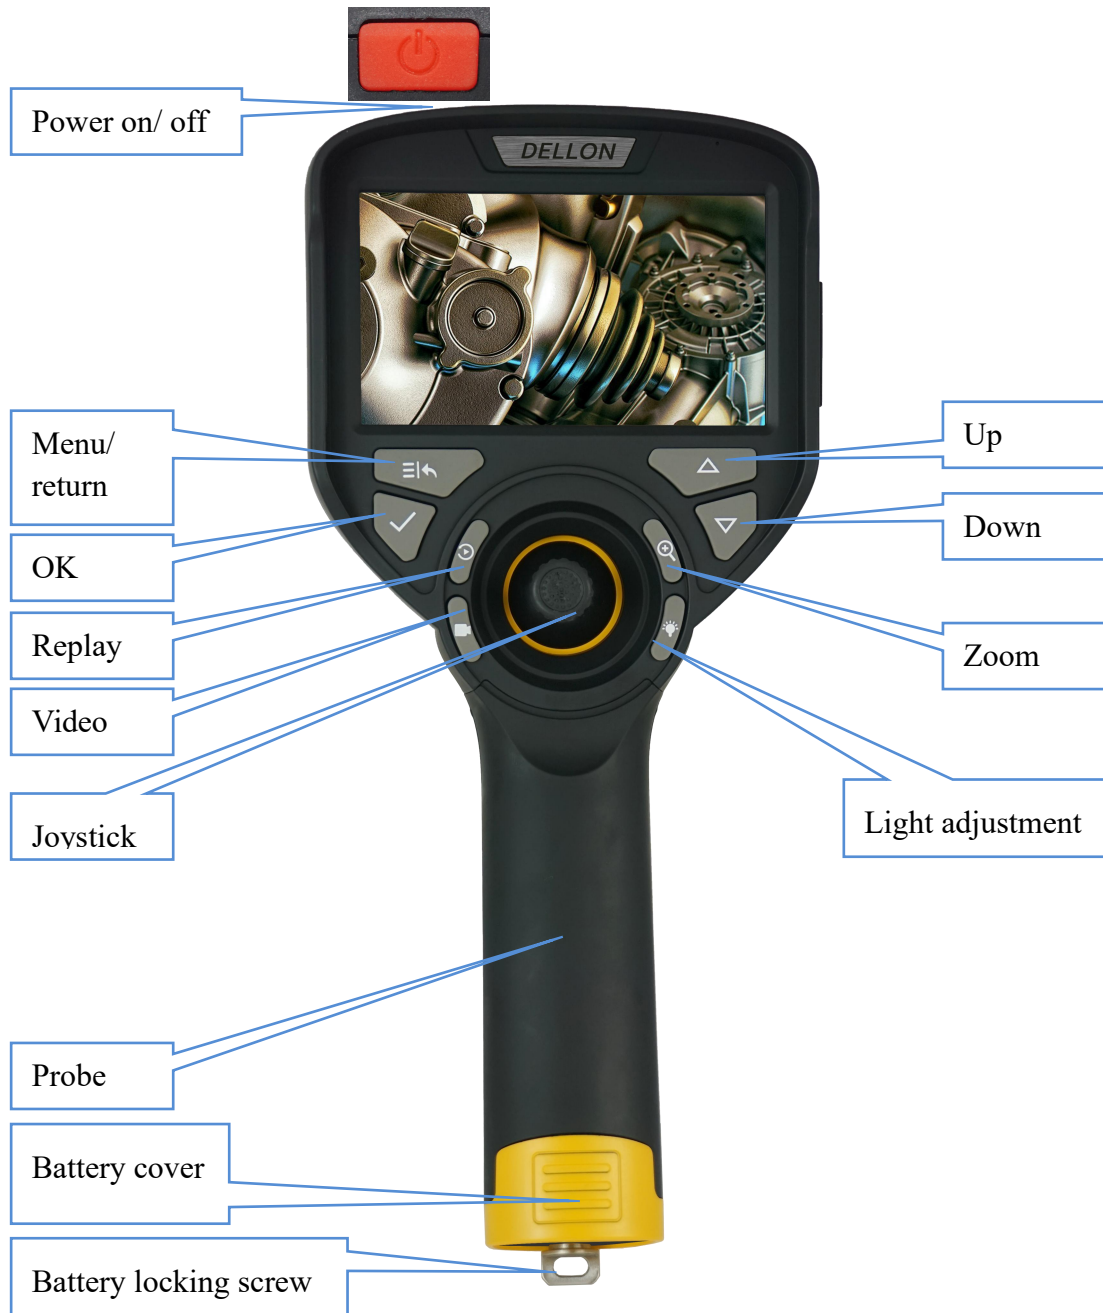 Power on/ off
DELLON
Menu/
return
OK
Replay
Video
Joystick
Probe
Battery cover
Battery locking screw
Up
Down
Zoom
Light adjustment